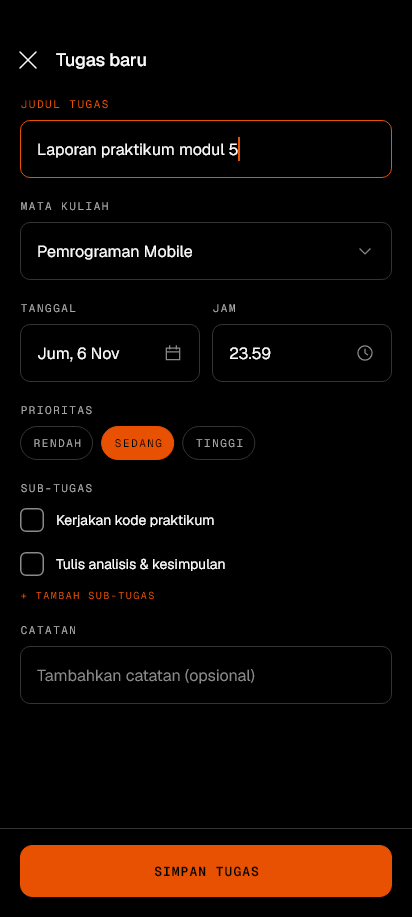 Tugas baru
JUDUL TUGAS
Laporan praktikum modul 5
MATA KULIAH
Pemrograman Mobile
TANGGAL JAM
Jum, 6 Nov 23.59
PRIORITAS
RENDAH SEDANG TINGGI
SUB-TUGAS
Kerjakan kode praktikum
Tulis analisis & kesimpulan
+ TAMBAH SUB-TUGAS
CATATAN
Tambahkan catatan (opsional)
SIMPAN TUGAS